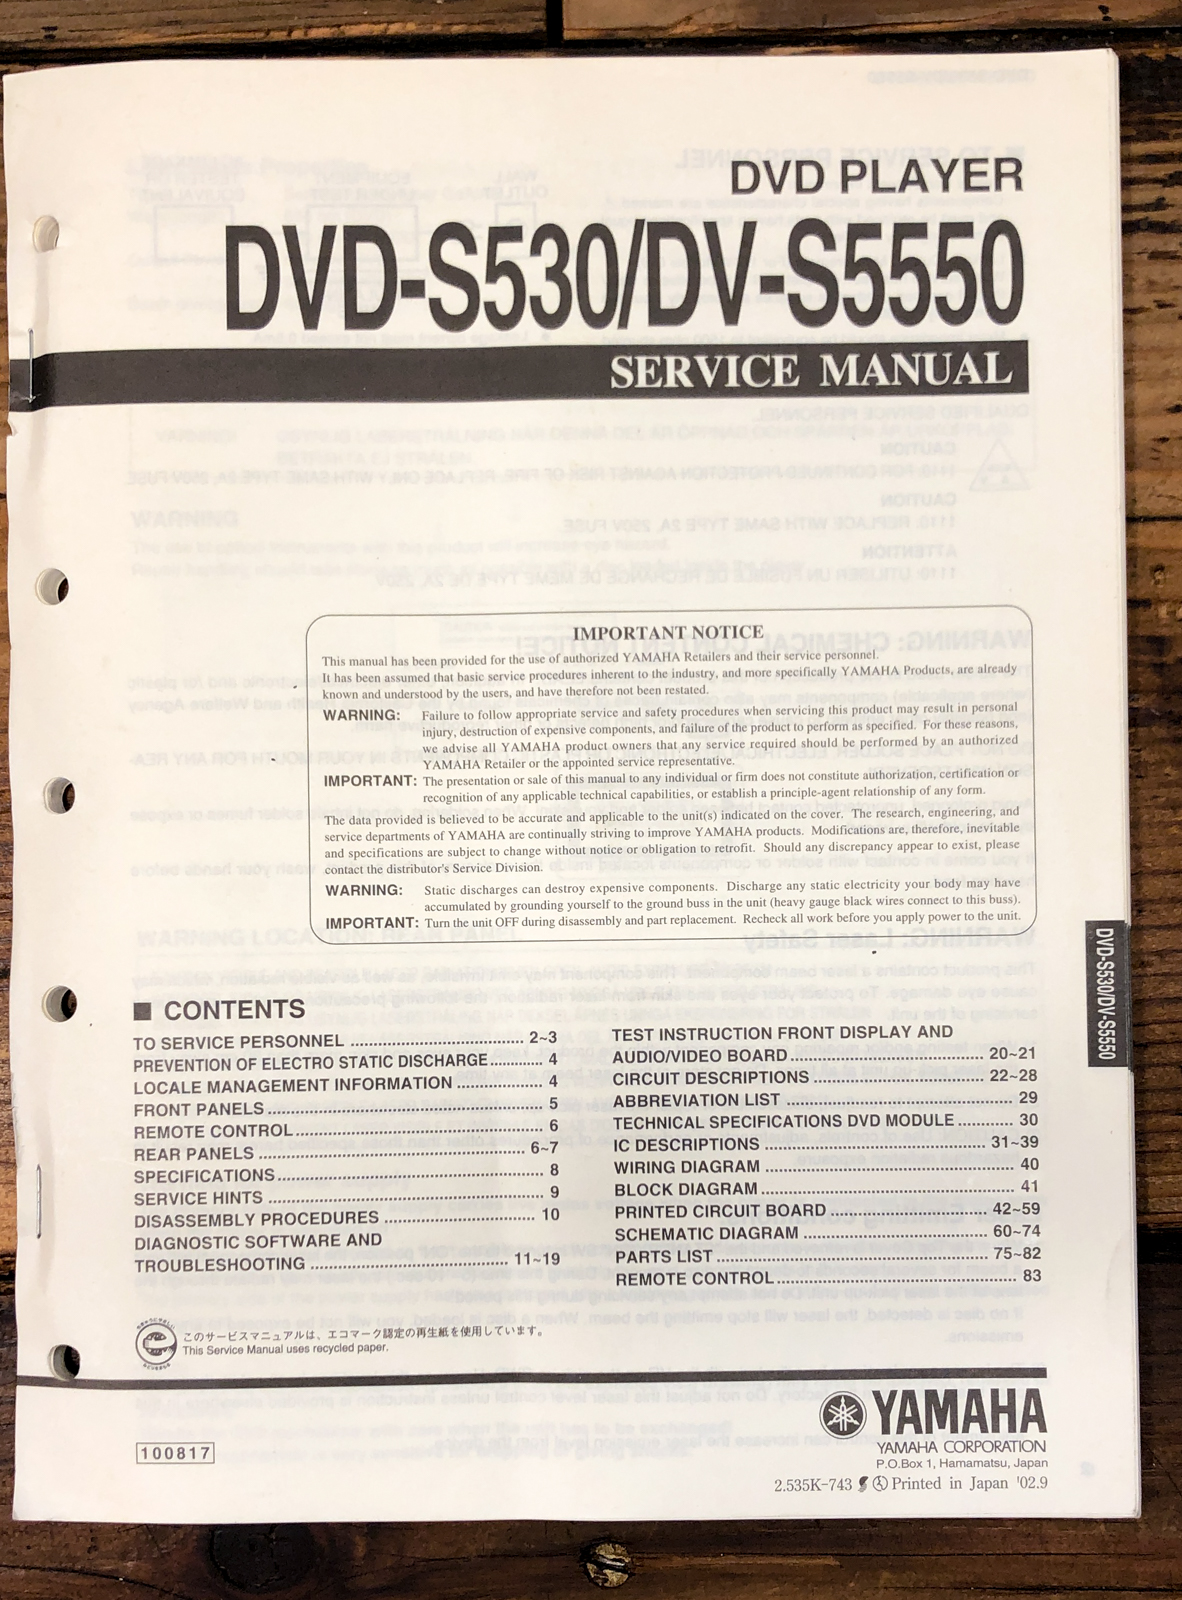 DVD PLAYER
DVD-S530/DV-S5550
SERVICE MANUAL
IMPORTANT NOTICE
This manual has been provided for the use of authorized YAMAHA Retailers and their service personnel.
It has been assumed that basic service procedures inherent to the industry, and more specifically YAMAHA Products, are already
known and understood by the users, and have therefore not been restated.
WARNING: Failure to follow appropriate service and safety procedures when servicing this product may result in personal
injury, destruction of expensive components, and failure of the product to perform as specified. For these reasons,
we advise all YAMAHA product owners that any service required should be performed by an authorized
YAMAHA Retailer or the appointed service representative.
IMPORTANT: The presentation or sale of this manual to any individual or firm does not constitute authorization, certification or
recognition of any applicable technical capabilities, or establish a principle-agent relationship of any form.
The data provided is believed to be accurate and applicable to the unit(s) indicated on the cover. The research, engineering, and
service departments of YAMAHA are continually striving to improve YAMAHA products. Modifications are, therefore, inevitable
and specifications are subject to change without notice or obligation to retrofit. Should any discrepancy appear to exist, please
contact the distributor's Service Division.
WARNING: Static discharges can destroy expensive components. Discharge any static electricity your body may have
accumulated by grounding yourself to the ground buss in the unit (heavy gauge black wires connect to this buss).
IMPORTANT: Turn the unit OFF during disassembly and part replacement. Recheck all work before you apply power to the unit.
DVD-S530/DV-S5550
■ CONTENTS
TO SERVICE PERSONNEL ................ 2~3
PREVENTION OF ELECTRO STATIC DISCHARGE ........ 4
LOCALE MANAGEMENT INFORMATION ............ 4
FRONT PANELS ................ 5
REMOTE CONTROL ................ 6
REAR PANELS ................ 6~7
SPECIFICATIONS ................ 8
SERVICE HINTS ................ 9
DISASSEMBLY PROCEDURES ................ 10
DIAGNOSTIC SOFTWARE AND
TROUBLESHOOTING ................ 11~19
TEST INSTRUCTION FRONT DISPLAY AND
AUDIO/VIDEO BOARD ................ 20~21
CIRCUIT DESCRIPTIONS ................ 22~28
ABBREVIATION LIST ................ 29
TECHNICAL SPECIFICATIONS DVD MODULE ........ 30
IC DESCRIPTIONS ................ 31~39
WIRING DIAGRAM ................ 40
BLOCK DIAGRAM ................ 41
PRINTED CIRCUIT BOARD ................ 42~59
SCHEMATIC DIAGRAM ................ 60~74
PARTS LIST ................ 75~82
REMOTE CONTROL ................ 83
このサービスマニュアルは、エコマーク認定の再生紙を使用しています。
This Service Manual uses recycled paper.
YAMAHA
YAMAHA CORPORATION
P.O.Box 1, Hamamatsu, Japan
100817
2.535K-743 Printed in Japan '02.9